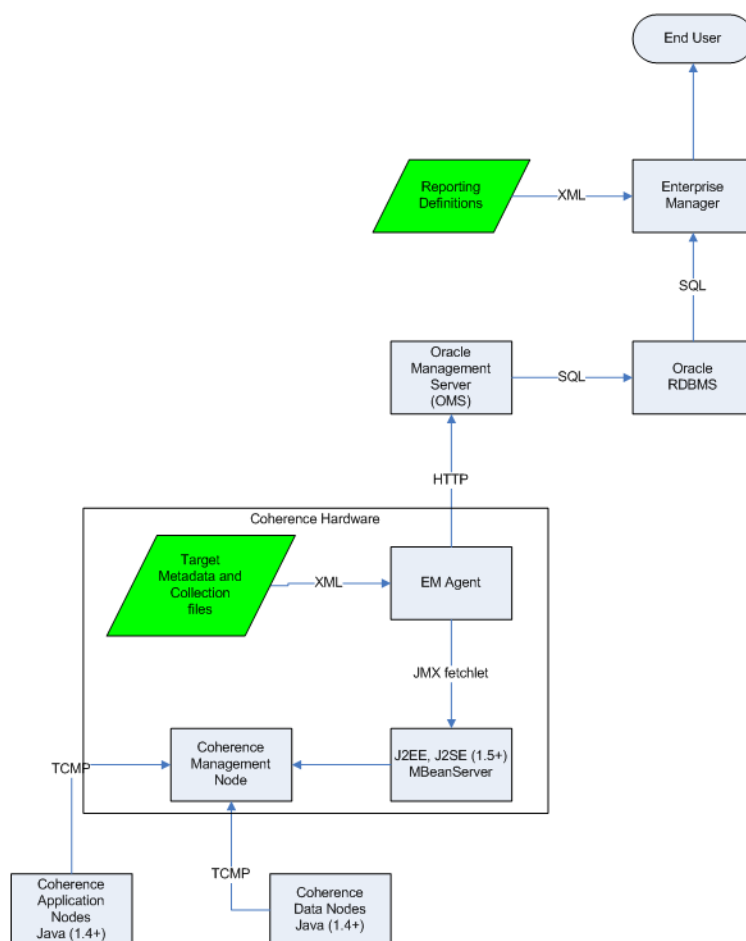 End User
Reporting
Definitions
XML
Enterprise
Manager
SQL
Oracle
Management
Server
(OMS)
SQL
Oracle
RDBMS
HTTP
Coherence Hardware
Target
Metadata and
Collection
files
XML
EM Agent
JMX fetchlet
Coherence
Management
Node
J2EE, J2SE (1.5+)
MBeanServer
TCMP
TCMP
Coherence
Application
Nodes
Java (1.4+)
Coherence
Data Nodes
Java (1.4+)